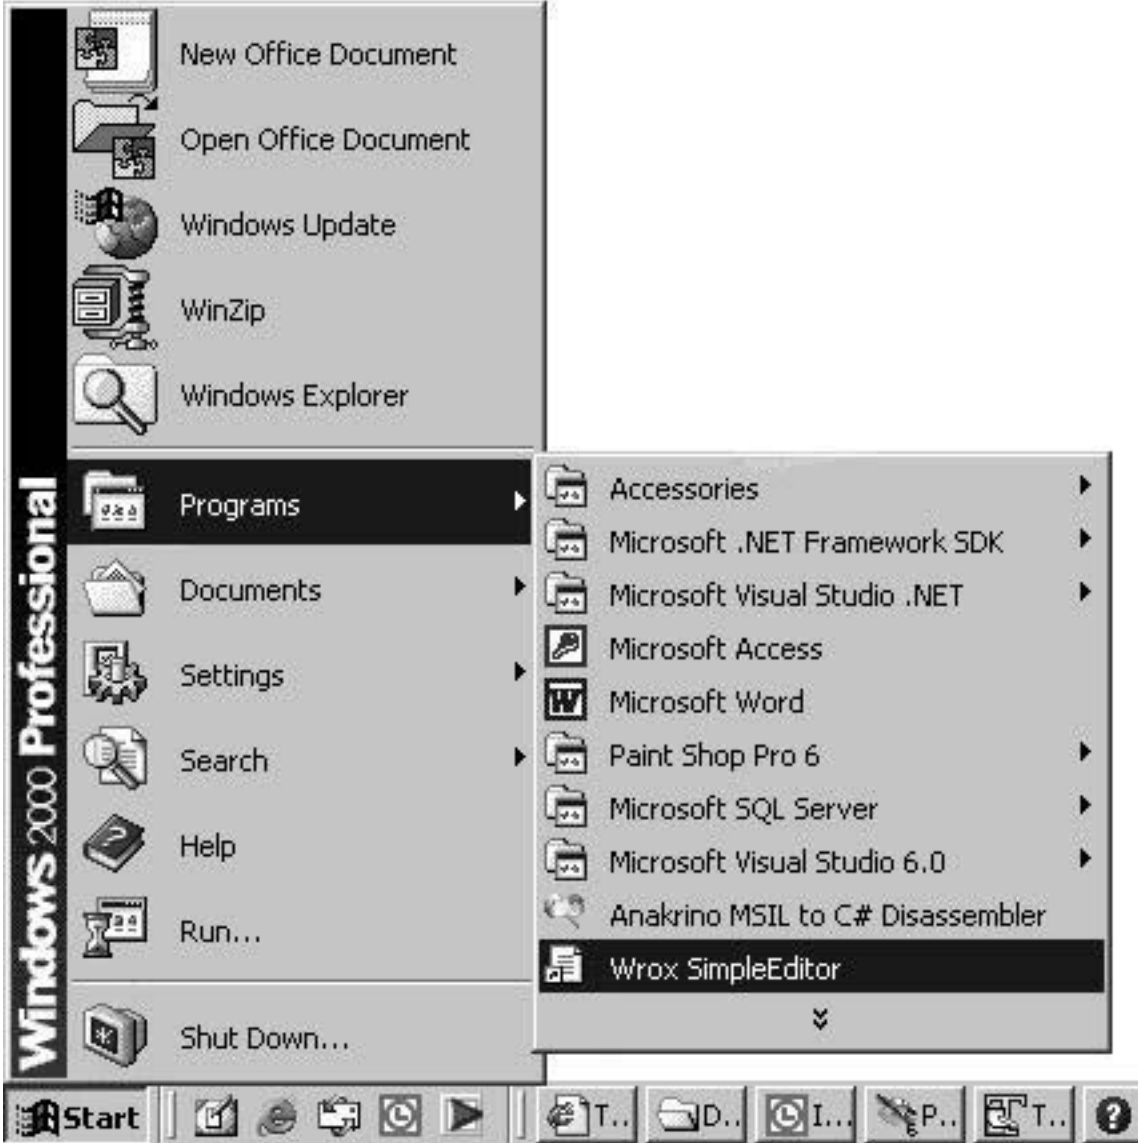 New Office Document
Open Office Document
Windows Update
WinZip
Windows Explorer
Programs
Documents
Settings
Search
Help
Run...
Shut Down...
Windows 2000 Professional
Accessories
Microsoft .NET Framework SDK
Microsoft Visual Studio .NET
Microsoft Access
Microsoft Word
Paint Shop Pro 6
Microsoft SQL Server
Microsoft Visual Studio 6.0
Anakrino MSIL to C# Disassembler
Wrox SimpleEditor
Start
T..
D..
I...
P..
T..